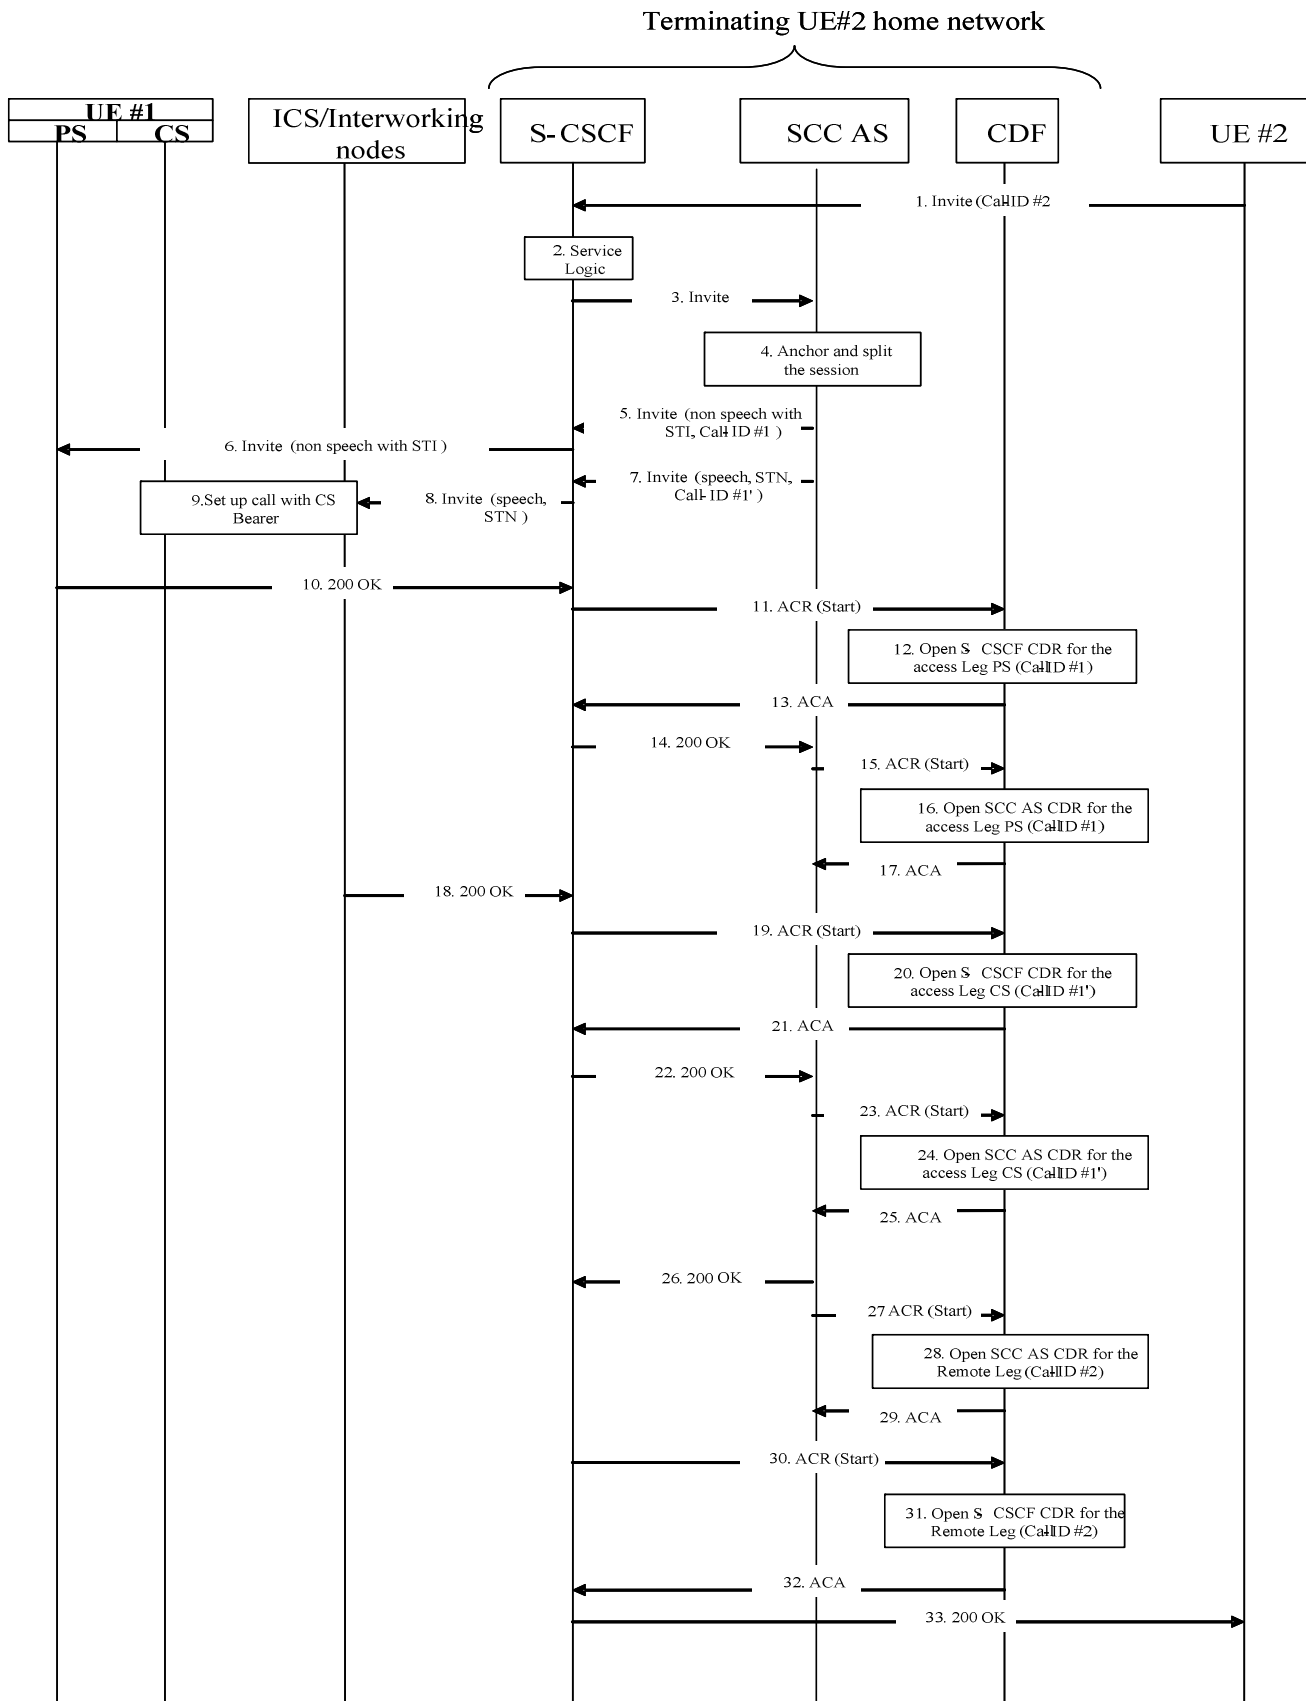 Terminating UE#2 home network
UE #1
PS CS
ICS/Interworking
nodes
S-CSCF
SCC AS
CDF
UE #2
1. Invite (Call-ID #2
2. Service
Logic
3. Invite
4. Anchor and split
the session
5. Invite (non speech with
STI, Call-ID #1 )
6. Invite (non speech with STI )
7. Invite (speech, STN,
Call-ID #1' )
8. Invite (speech,
STN )
9.Set up call with CS
Bearer
10. 200 OK
11. ACR (Start)
12. Open S-CSCF CDR for the
access Leg PS (Call-ID #1)
13. ACA
14. 200 OK
15. ACR (Start)
16. Open SCC AS CDR for the
access Leg PS (Call-ID #1)
17. ACA
18. 200 OK
19. ACR (Start)
20. Open S-CSCF CDR for the
access Leg CS (Call-ID #1')
21. ACA
22. 200 OK
23. ACR (Start)
24. Open SCC AS CDR for the
access Leg CS (Call-ID #1')
25. ACA
26. 200 OK
27 ACR (Start)
28. Open SCC AS CDR for the
Remote Leg (Call-ID #2)
29. ACA
30. ACR (Start)
31. Open S-CSCF CDR for the
Remote Leg (Call-ID #2)
32. ACA
33. 200 OK